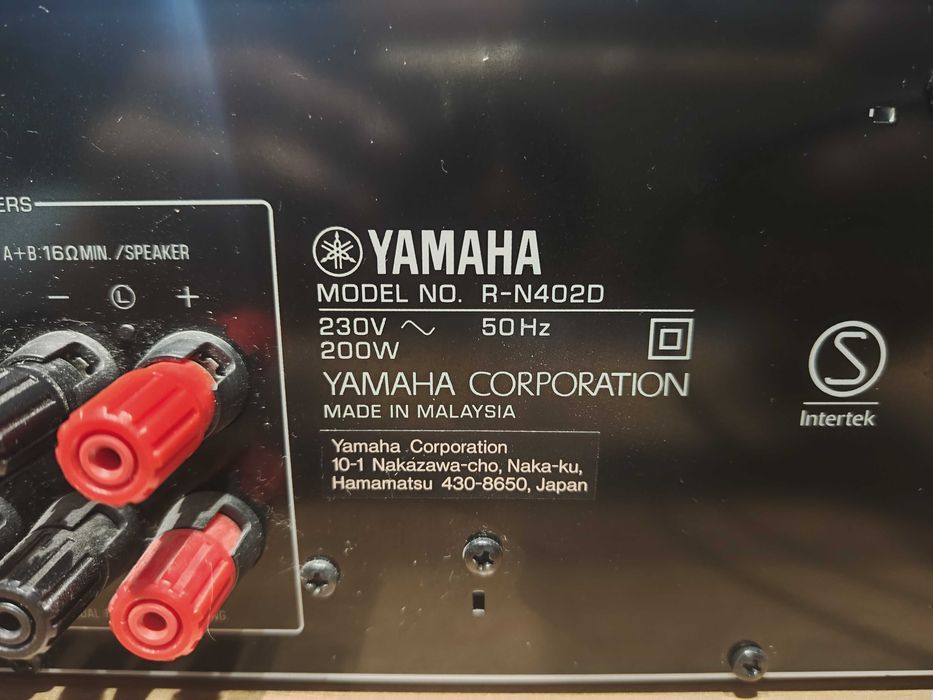 ERS
A+B:16ΩMIN. /SPEAKER
− L +
YAMAHA
MODEL NO. R-N402D
230V ∼ 50Hz
200W
YAMAHA CORPORATION
MADE IN MALAYSIA
S
Intertek
Yamaha Corporation
10-1 Nakazawa-cho, Naka-ku,
Hamamatsu 430-8650, Japan